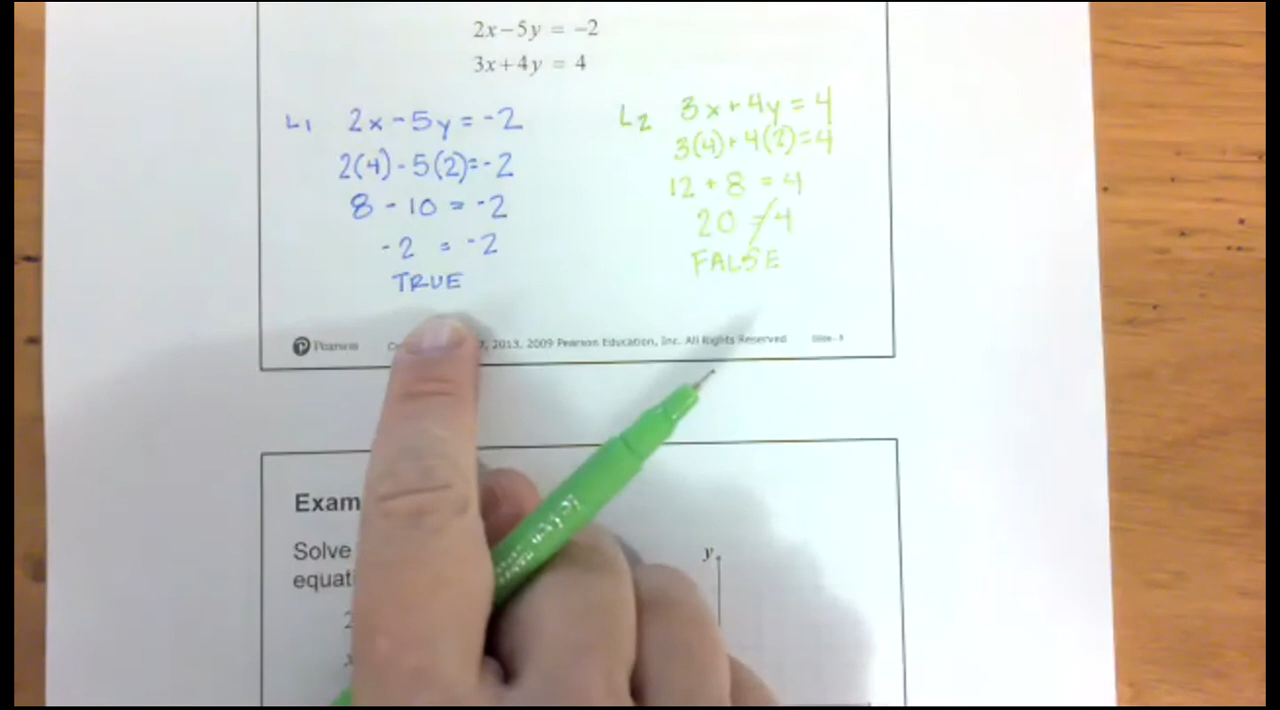 2x−5y = −2
3x+4y = 4
L1 2x - 5y = -2
2(4) - 5(2) = -2
8 - 10 = -2
-2 = -2
TRUE
L2 3x + 4y = 4
3(4) + 4(2) = 4
12 + 8 = 4
20 ≠ 4
FALSE
Pearson 2013, 2009 Pearson Education, Inc. All Rights Reserved
Exam
Solve
equati
y
2
x